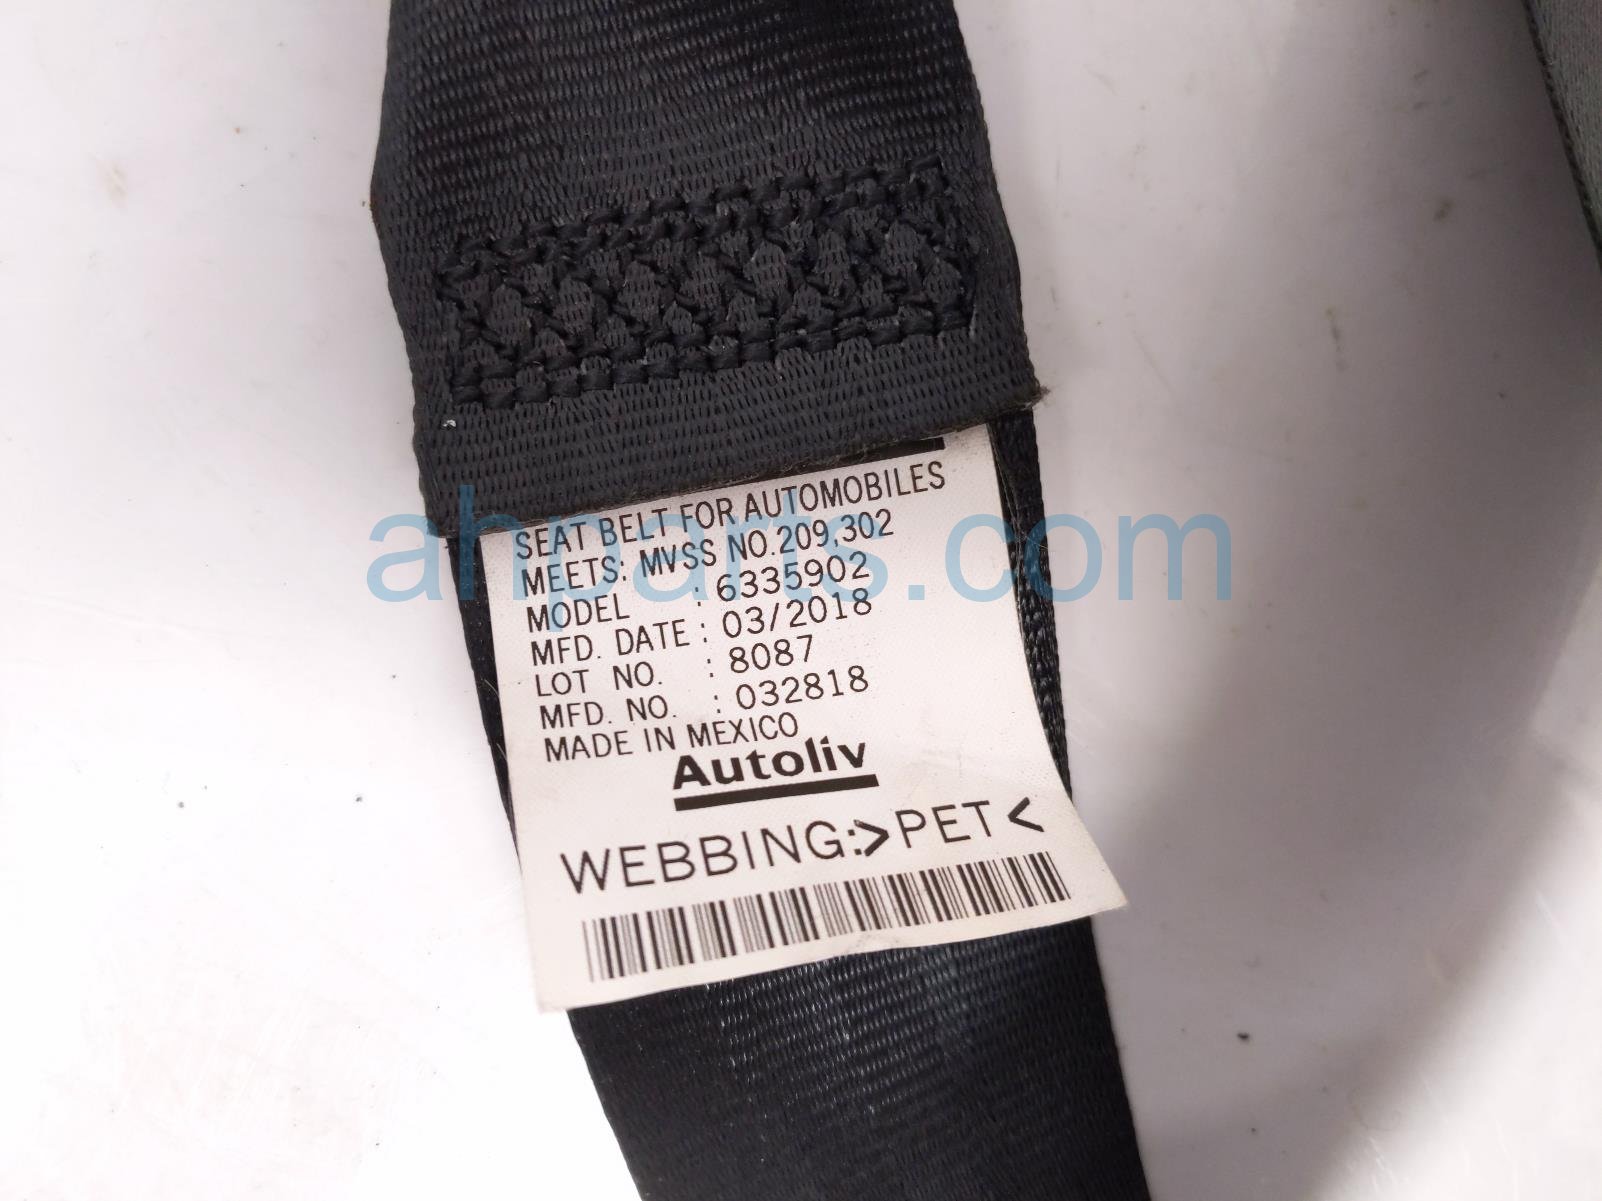 SEAT BELT FOR AUTOMOBILES
MEETS: MVSS NO.209,302
MODEL : 6335902
MFD. DATE : 03/2018
LOT NO. : 8087
MFD. NO. : 032818
MADE IN MEXICO
Autoliv
WEBBING:>PET<
ahparts.com